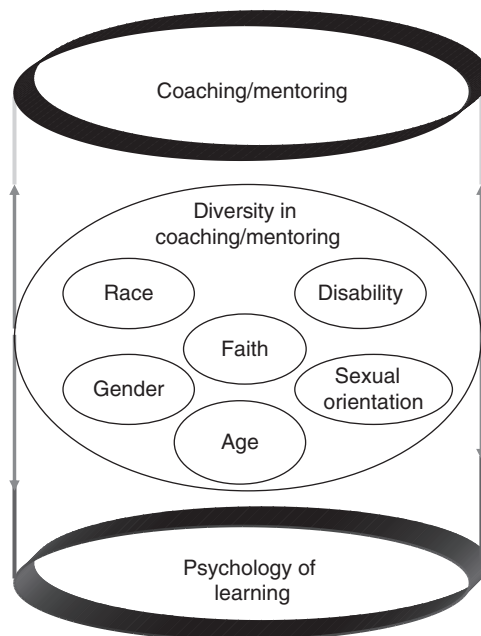 Coaching/mentoring
Diversity in
coaching/mentoring
Race
Disability
Faith
Gender
Sexual
orientation
Age
Psychology of
learning